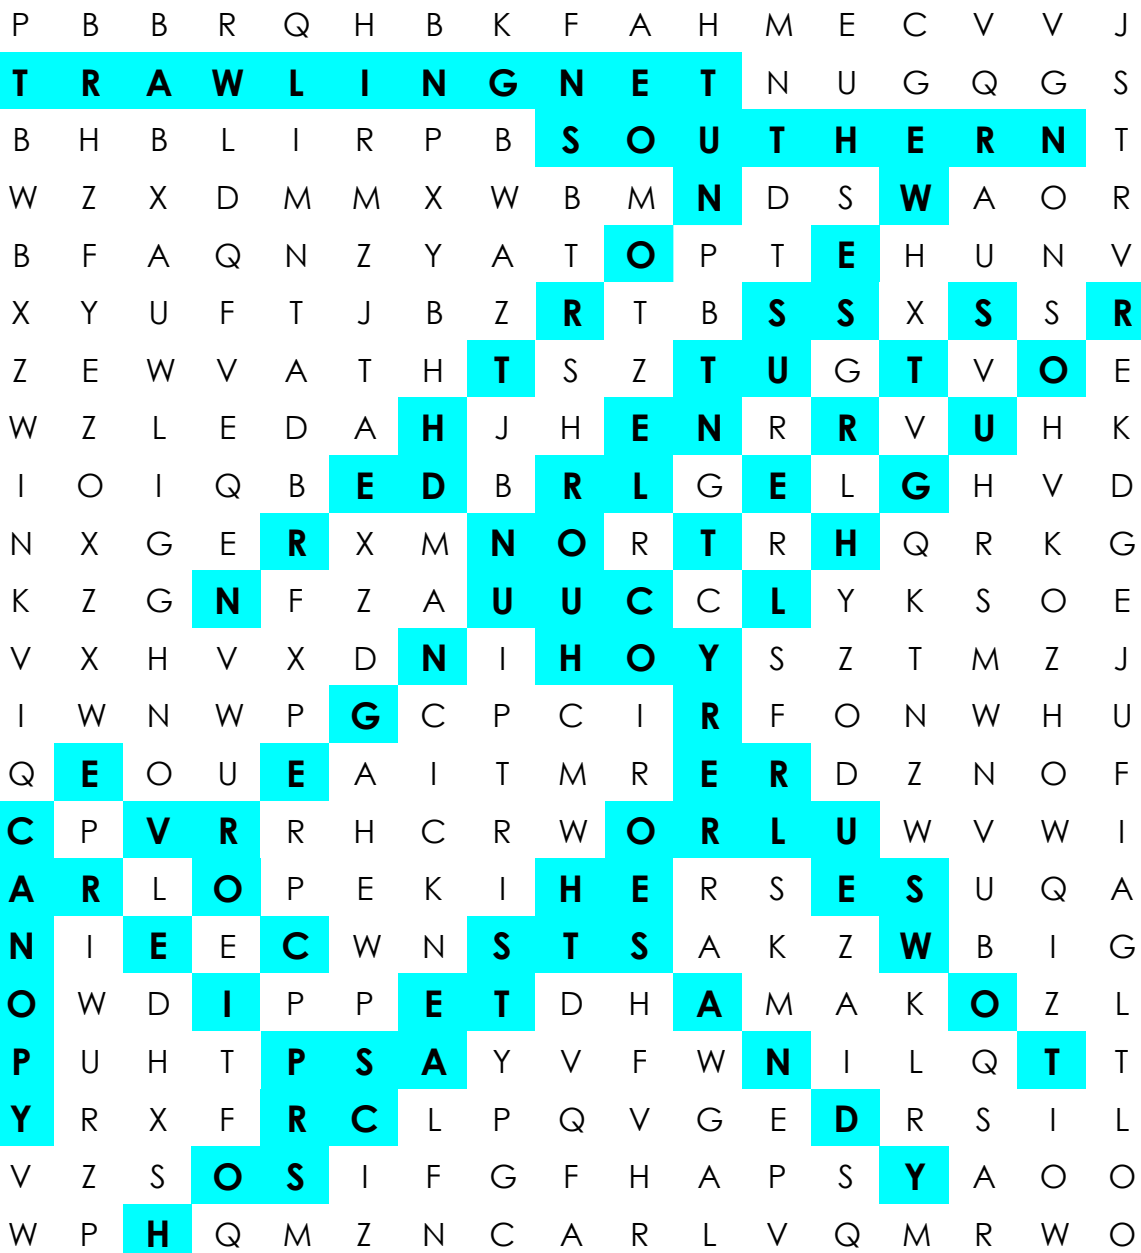 P B B R Q H B K F A H M E C V V J
T R A W L I N G N E T N U G Q G S
B H B L I R P B S O U T H E R N T
W Z X D M M X W B M N D S W A O R
B F A Q N Z Y A T O P T E H U N V
X Y U F T J B Z R T B S S X S S R
Z E W V A T H T S Z T U G T V O E
W Z L E D A H J H E N R R V U H K
I O I Q B E D B R L G E L G H V D
N X G E R X M N O R T R H Q R K G
K Z G N F Z A U U C C L Y K S O E
V X H V X D N I H O Y S Z T M Z J
I W N W P G C P C I R F O N W H U
Q E O U E A I T M R E R D Z N O F
C P V R R H C R W O R L U W V W I
A R L O P E K I H E R S E S U Q A
N I E E C W N S T S A K Z W B I G
O W D I P P E T D H A M A K O Z L
P U H T P S A Y V F W N I L Q T T
Y R X F R C L P Q V G E D R S I L
V Z S O S I F G F H A P S Y A O O
W P H Q M Z N C A R L V Q M R W O